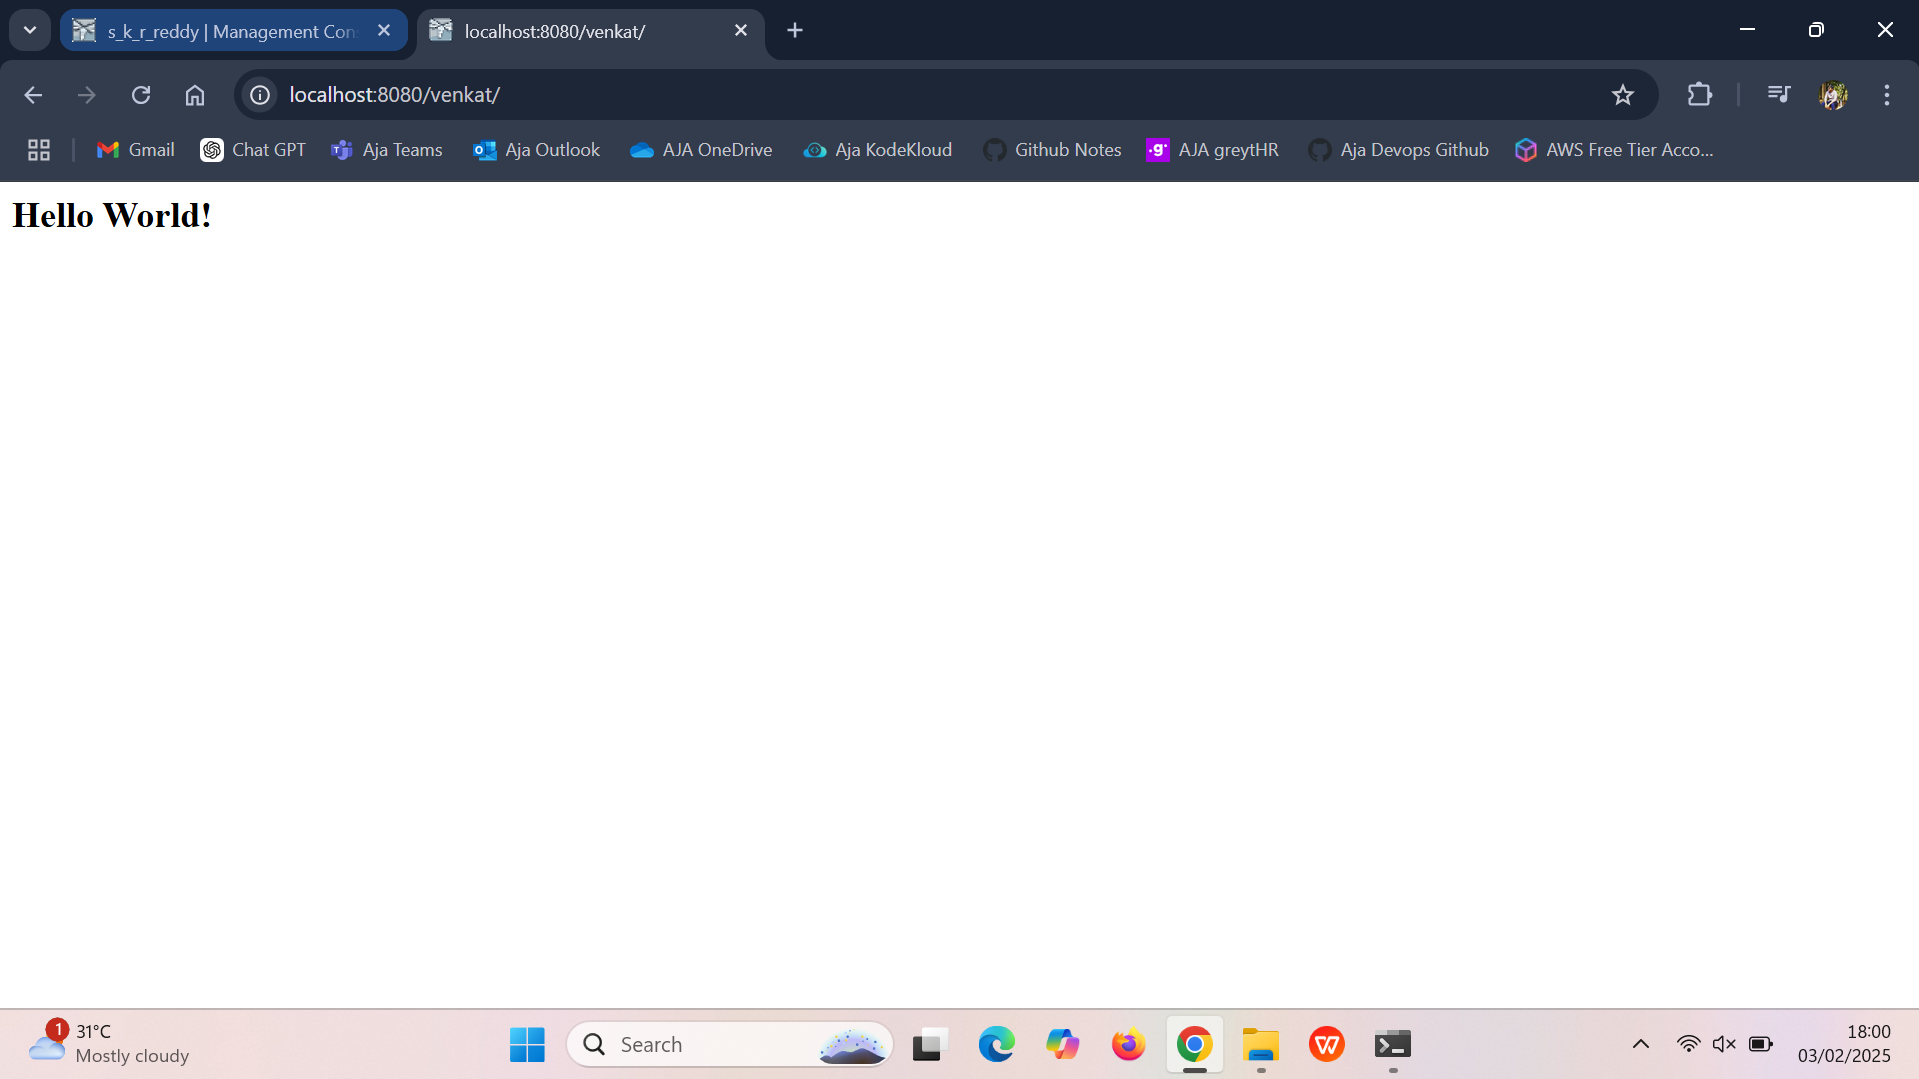 s_k_r_reddy | Management Con
localhost:8080/venkat/
localhost:8080/venkat/
Gmail
Chat GPT
Aja Teams
Aja Outlook
AJA OneDrive
Aja KodeKloud
Github Notes
.g'
AJA greytHR
Aja Devops Github
AWS Free Tier Acco...
Hello World!
1
31°C
Mostly cloudy
Search
18:00
03/02/2025